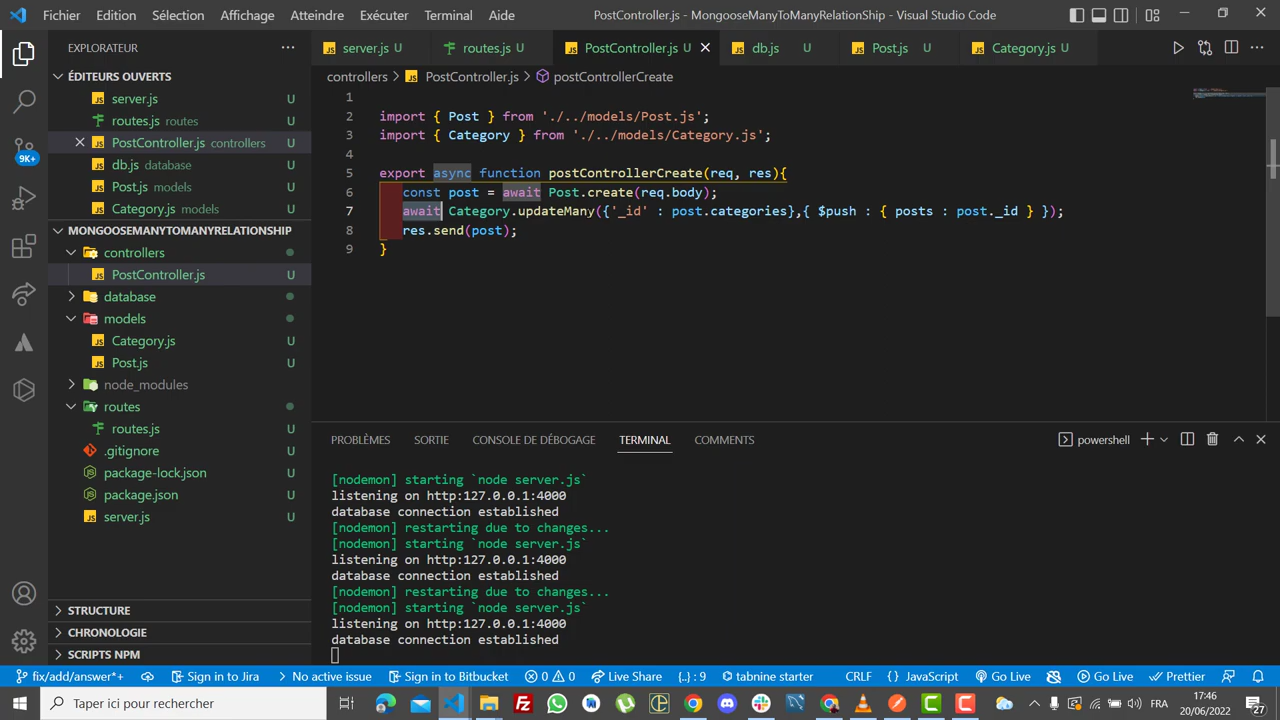 Fichier Edition Sélection Affichage Atteindre Exécuter Terminal Aide PostController.js - MongooseManyToManyRelationShip - Visual Studio Code
EXPLORATEUR
ÉDITEURS OUVERTS
server.js U
routes.js routes U
PostController.js controllers U
db.js database U
Post.js models U
Category.js models U
MONGOOSEMANYTOMANYRELATIONSHIP
controllers
PostController.js U
database
models
Category.js U
Post.js U
node_modules
routes
routes.js U
.gitignore U
package-lock.json U
package.json U
server.js U
STRUCTURE
CHRONOLOGIE
SCRIPTS NPM
9K+
server.js U routes.js U PostController.js U db.js U Post.js U Category.js U
controllers > PostController.js > postControllerCreate
1
2 import { Post } from './../models/Post.js';
3 import { Category } from './../models/Category.js';
4
5 export async function postControllerCreate(req, res){
6 const post = await Post.create(req.body);
7 await Category.updateMany({'_id' : post.categories},{ $push : { posts : post._id } });
8 res.send(post);
9 }
PROBLÈMES SORTIE CONSOLE DE DÉBOGAGE TERMINAL COMMENTS powershell
[nodemon] starting `node server.js`
listening on http:127.0.0.1:4000
database connection established
[nodemon] restarting due to changes...
[nodemon] starting `node server.js`
listening on http:127.0.0.1:4000
database connection established
[nodemon] restarting due to changes...
[nodemon] starting `node server.js`
listening on http:127.0.0.1:4000
database connection established
fix/add/answer*+ Sign in to Jira No active issue Sign in to Bitbucket 0 0 Live Share {..} : 9 tabnine starter CRLF JavaScript Go Live Go Live Prettier
Taper ici pour rechercher FRA 17:46
20/06/2022 27